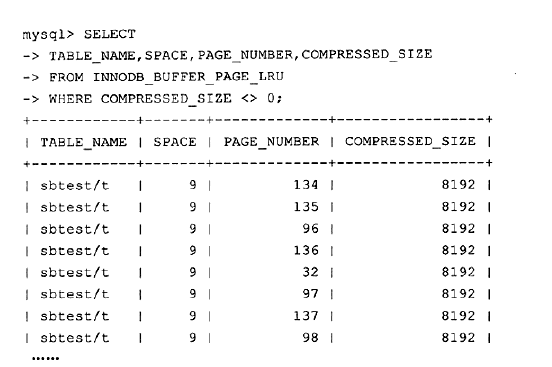 mysql> SELECT
-> TABLE_NAME,SPACE,PAGE_NUMBER,COMPRESSED_SIZE
-> FROM INNODB_BUFFER_PAGE_LRU
-> WHERE COMPRESSED_SIZE <> 0;
+------------+-------+-------------+-----------------+
| TABLE_NAME | SPACE | PAGE_NUMBER | COMPRESSED_SIZE |
+------------+-------+-------------+-----------------+
| sbtest/t | 9 | 134 | 8192 |
| sbtest/t | 9 | 135 | 8192 |
| sbtest/t | 9 | 96 | 8192 |
| sbtest/t | 9 | 136 | 8192 |
| sbtest/t | 9 | 32 | 8192 |
| sbtest/t | 9 | 97 | 8192 |
| sbtest/t | 9 | 137 | 8192 |
| sbtest/t | 9 | 98 | 8192 |
······